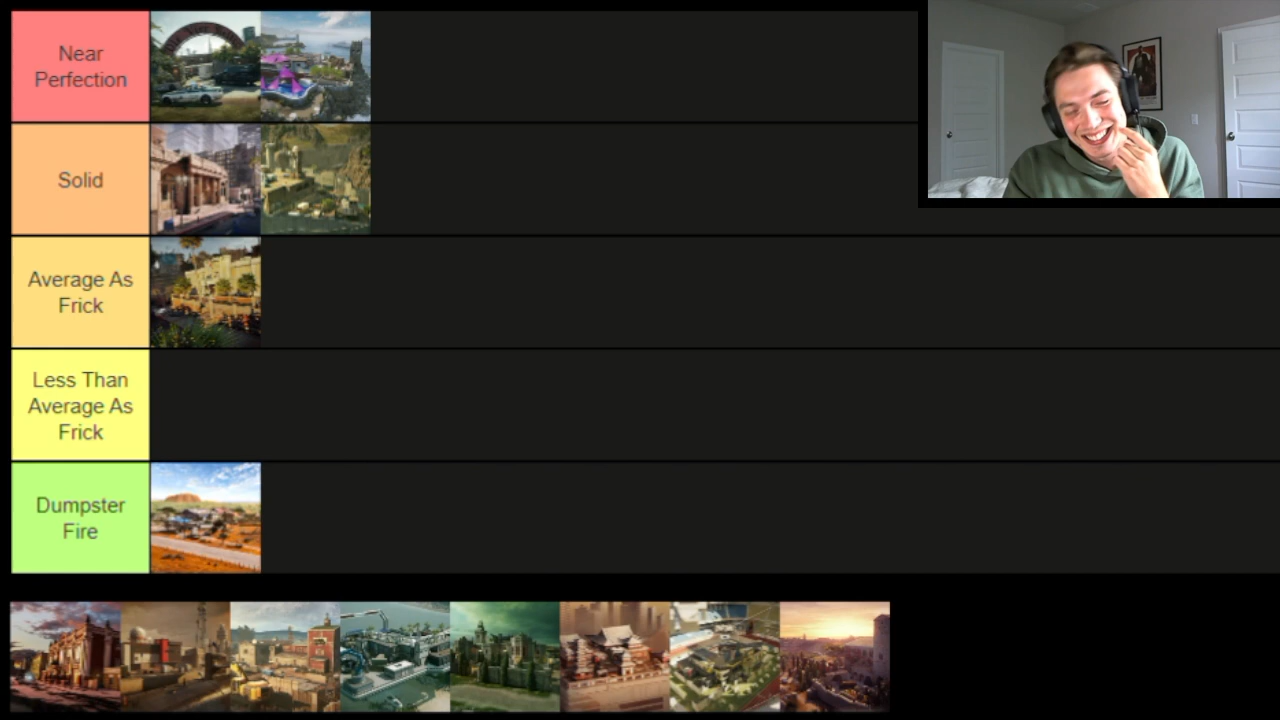 Near
Perfection
Solid
Average As
Frick
Less Than
Average As
Frick
Dumpster
Fire